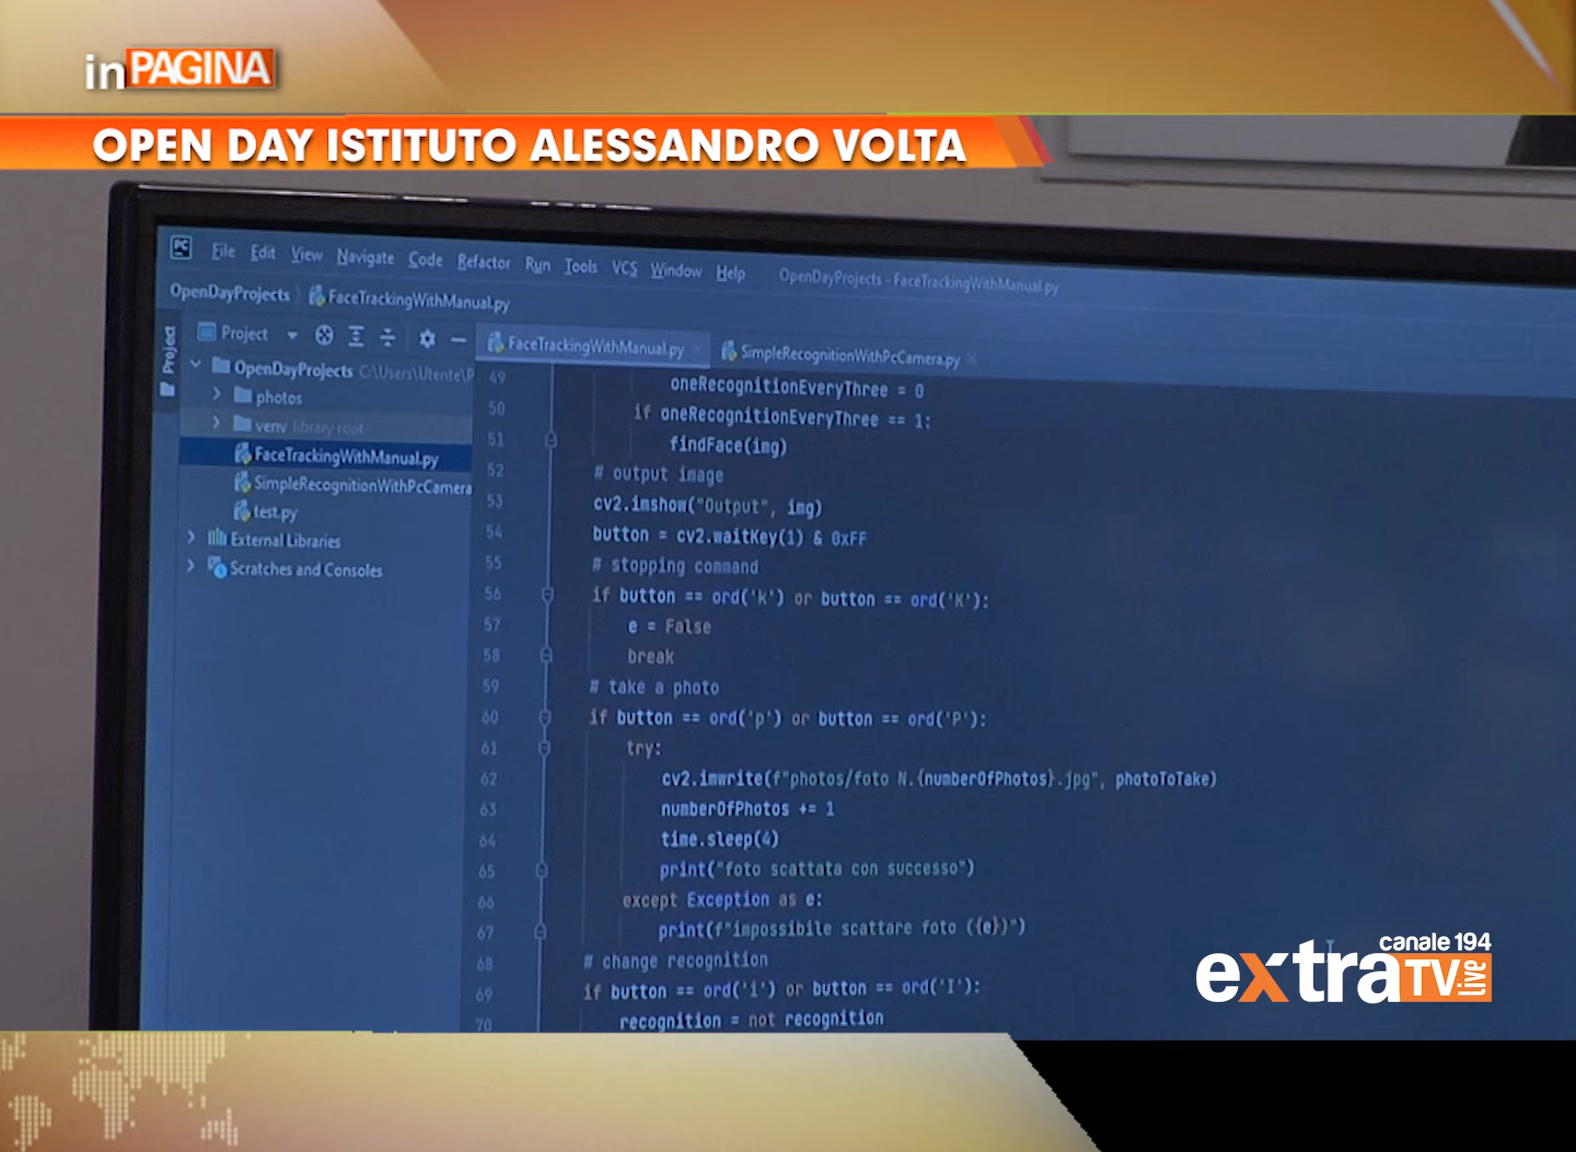 inPAGINA
OPEN DAY ISTITUTO ALESSANDRO VOLTA
PC File Edit View Navigate Code Refactor Run Tools VCS Window Help OpenDayProjects - FaceTrackingWithManual.py
OpenDayProjects FaceTrackingWithManual.py
Project
Project
FaceTrackingWithManual.py
SimpleRecognitionWithPcCamera.py
OpenDayProjects C:\Users\Utente\P
photos
venv library root
FaceTrackingWithManual.py
SimpleRecognitionWithPcCamera
test.py
External Libraries
Scratches and Consoles
49 oneRecognitionEveryThree = 0
50 if oneRecognitionEveryThree == 1:
51 findFace(img)
52 # output image
53 cv2.imshow("Output", img)
54 button = cv2.waitKey(1) & 0xFF
55 # stopping command
56 if button == ord('k') or button == ord('K'):
57 e = False
58 break
59 # take a photo
60 if button == ord('p') or button == ord('P'):
61 try:
62 cv2.imwrite(f"photos/foto N.{numberOfPhotos}.jpg", photoToTake)
63 numberOfPhotos += 1
64 time.sleep(4)
65 print("foto scattata con successo")
66 except Exception as e:
67 print(f"impossibile scattare foto ({e})")
68 # change recognition
69 if button == ord('i') or button == ord('I'):
70 recognition = not recognition
canale 194
extra TV live